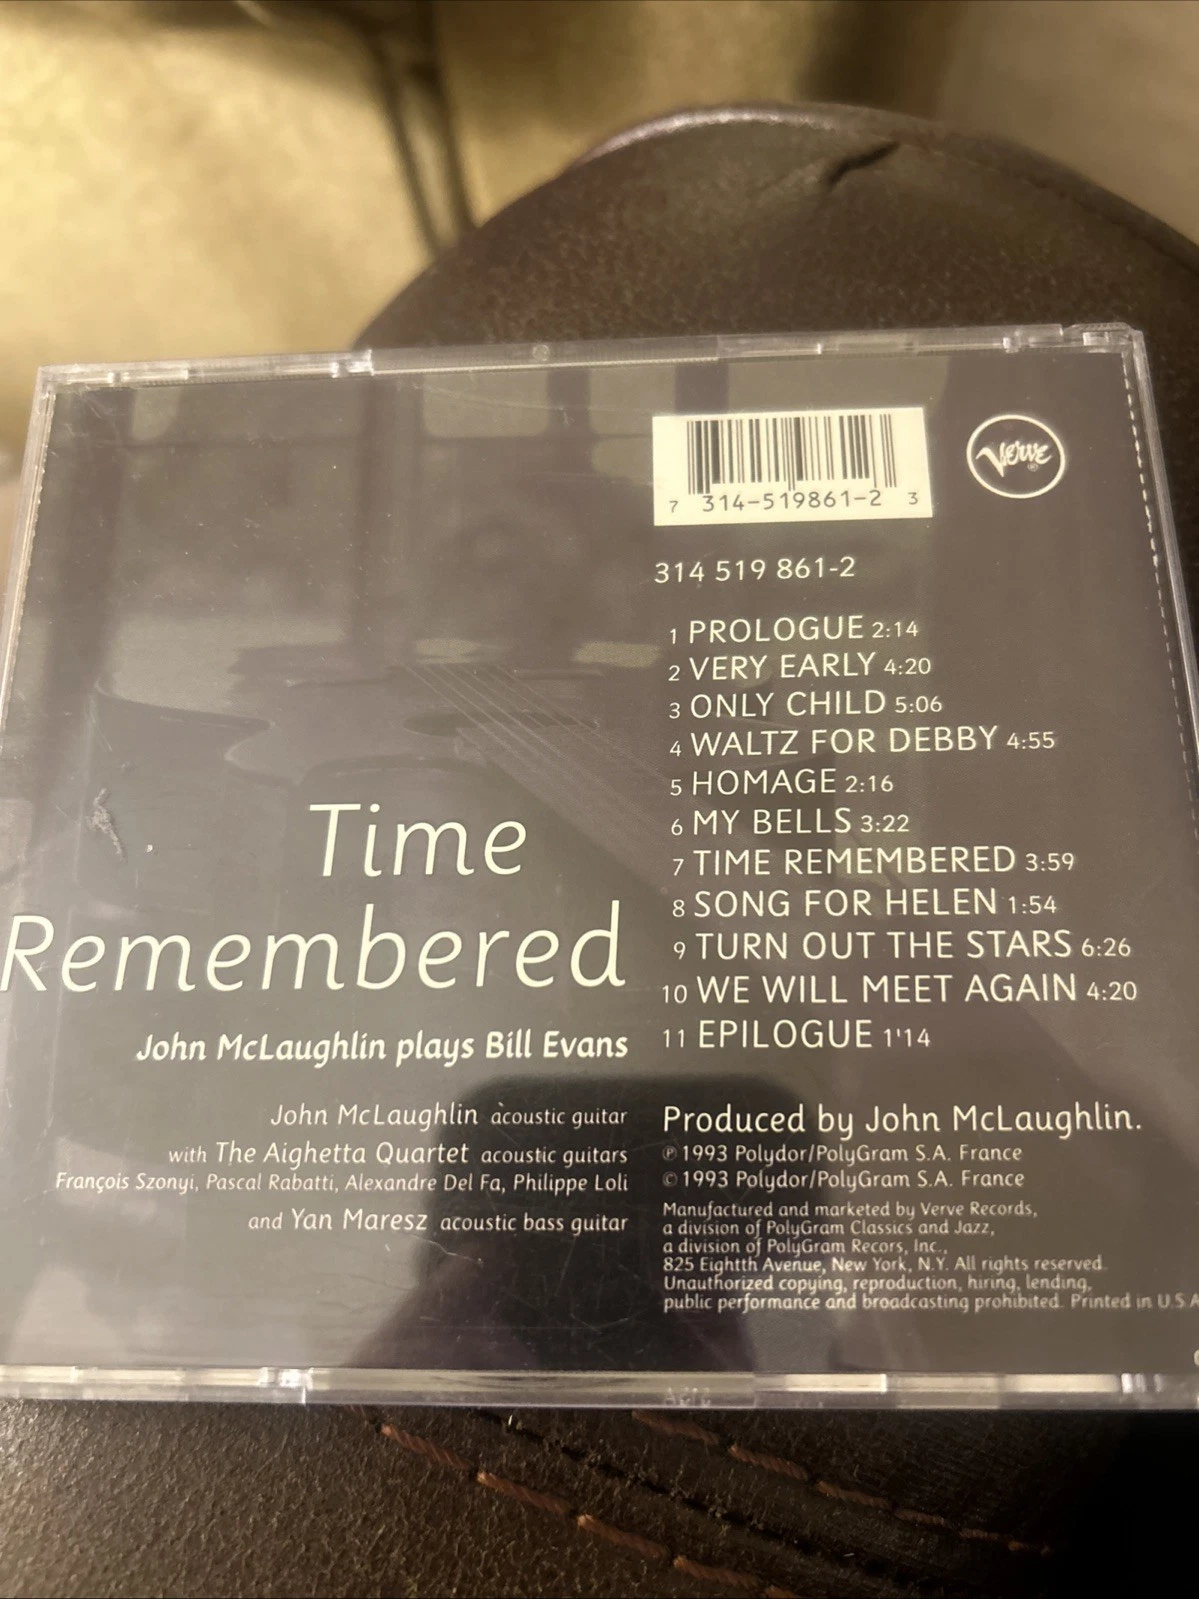 7 314-519861-2 3
Verve
®
314 519 861-2
1 PROLOGUE 2:14
2 VERY EARLY 4:20
3 ONLY CHILD 5:06
4 WALTZ FOR DEBBY 4:55
5 HOMAGE 2:16
6 MY BELLS 3:22
7 TIME REMEMBERED 3:59
8 SONG FOR HELEN 1:54
9 TURN OUT THE STARS 6:26
10 WE WILL MEET AGAIN 4:20
11 EPILOGUE 1'14
Time
Remembered
John McLaughlin plays Bill Evans
John McLaughlin acoustic guitar
with The Aighetta Quartet acoustic guitars
François Szonyi, Pascal Rabatti, Alexandre Del Fa, Philippe Loli
and Yan Maresz acoustic bass guitar
Produced by John McLaughlin.
℗ 1993 Polydor/PolyGram S.A. France
© 1993 Polydor/PolyGram S.A. France
Manufactured and marketed by Verve Records,
a division of PolyGram Classics and Jazz,
a division of PolyGram Recors, Inc.,
825 Eightth Avenue, New York, N.Y. All rights reserved.
Unauthorized copying, reproduction, hiring, lending,
public performance and broadcasting prohibited. Printed in U.S.A